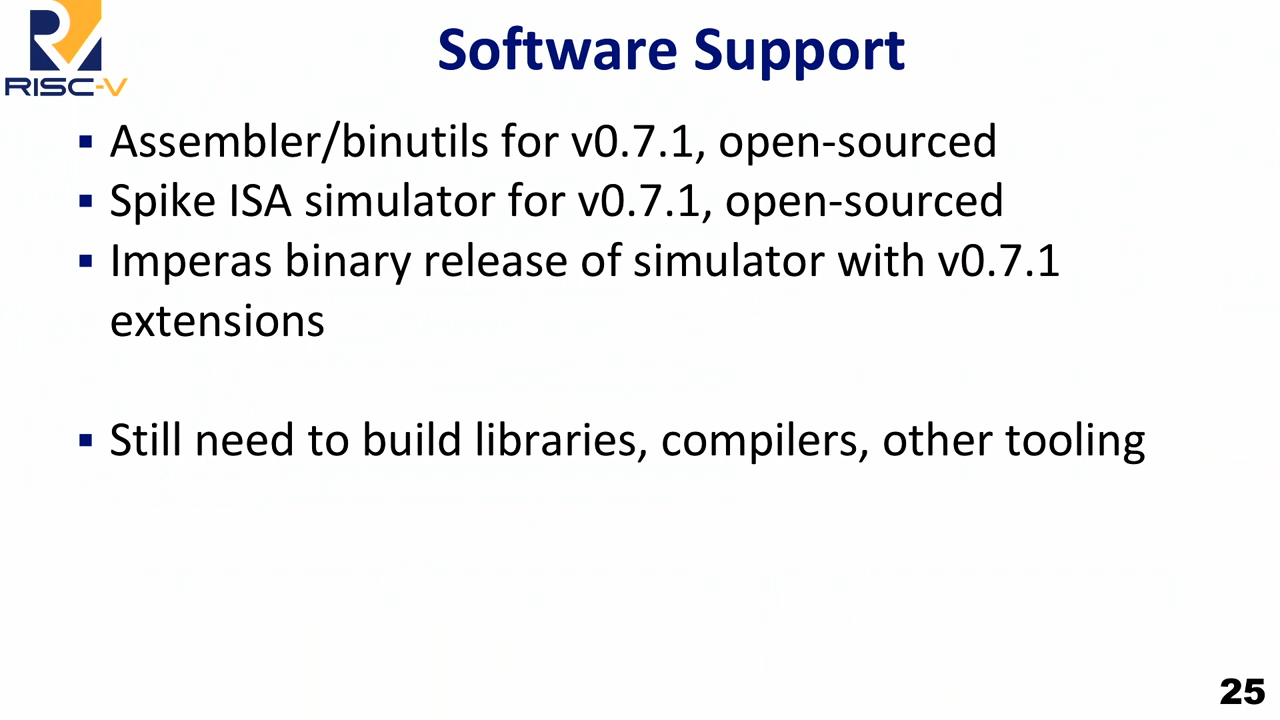 RISC-V
Software Support
▪ Assembler/binutils for v0.7.1, open-sourced
▪ Spike ISA simulator for v0.7.1, open-sourced
▪ Imperas binary release of simulator with v0.7.1
extensions
▪ Still need to build libraries, compilers, other tooling
25